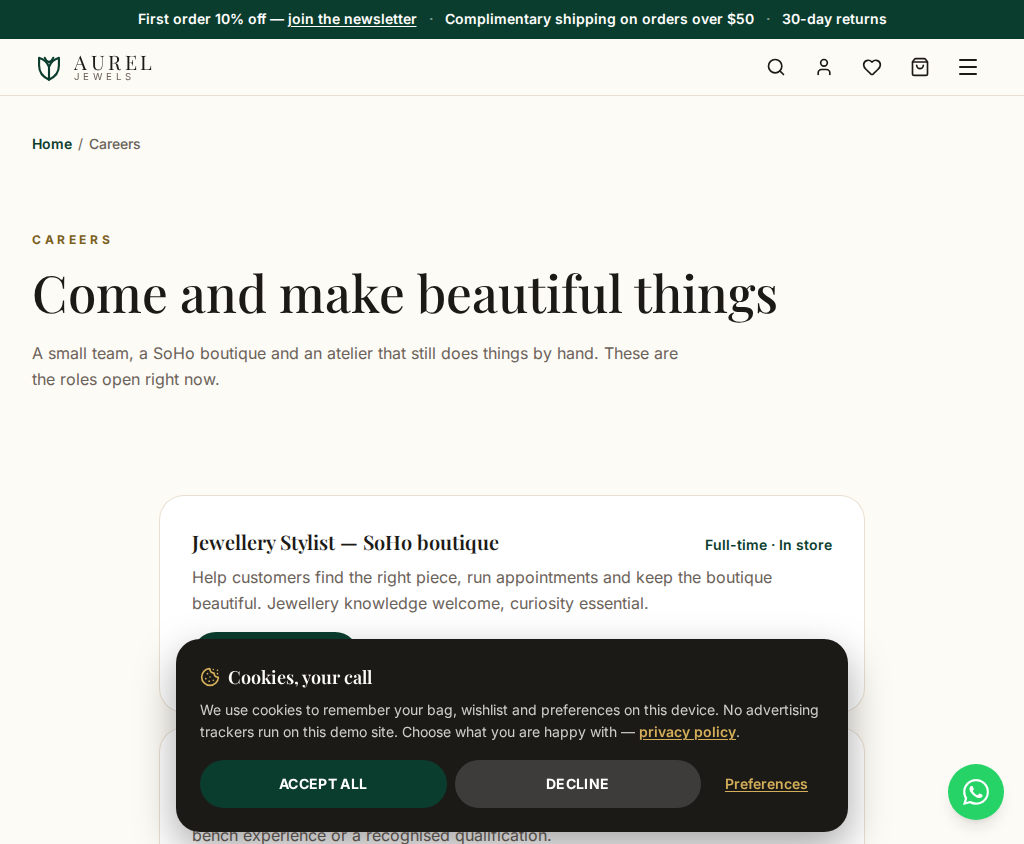 First order 10% off — join the newsletter · Complimentary shipping on orders over $50 · 30-day returns
AUREL
JEWELS
Home / Careers
CAREERS
Come and make beautiful things
A small team, a SoHo boutique and an atelier that still does things by hand. These are
the roles open right now.
Jewellery Stylist — SoHo boutique
Full-time · In store
Help customers find the right piece, run appointments and keep the boutique
beautiful. Jewellery knowledge welcome, curiosity essential.
Cookies, your call
We use cookies to remember your bag, wishlist and preferences on this device. No advertising
trackers run on this demo site. Choose what you are happy with — privacy policy.
ACCEPT ALL
DECLINE
Preferences
bench experience or a recognised qualification.